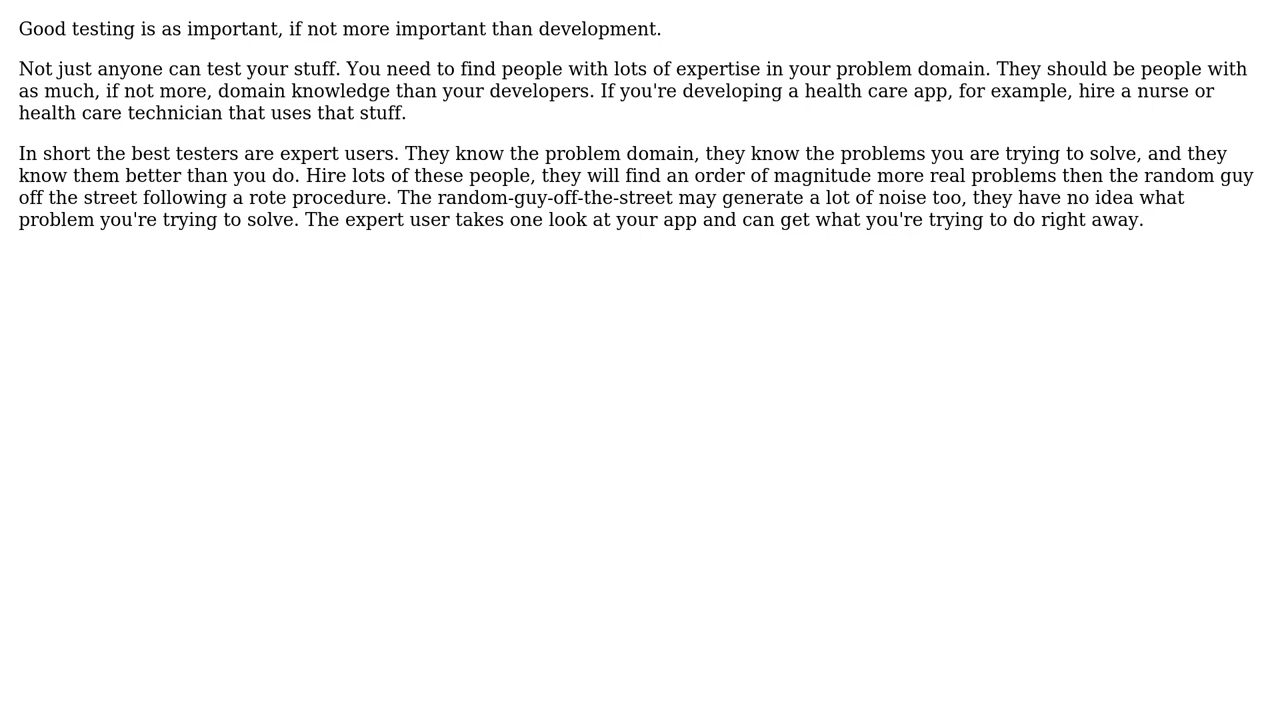 Good testing is as important, if not more important than development.
Not just anyone can test your stuff. You need to find people with lots of expertise in your problem domain. They should be people with
as much, if not more, domain knowledge than your developers. If you're developing a health care app, for example, hire a nurse or
health care technician that uses that stuff.
In short the best testers are expert users. They know the problem domain, they know the problems you are trying to solve, and they
know them better than you do. Hire lots of these people, they will find an order of magnitude more real problems then the random guy
off the street following a rote procedure. The random-guy-off-the-street may generate a lot of noise too, they have no idea what
problem you're trying to solve. The expert user takes one look at your app and can get what you're trying to do right away.